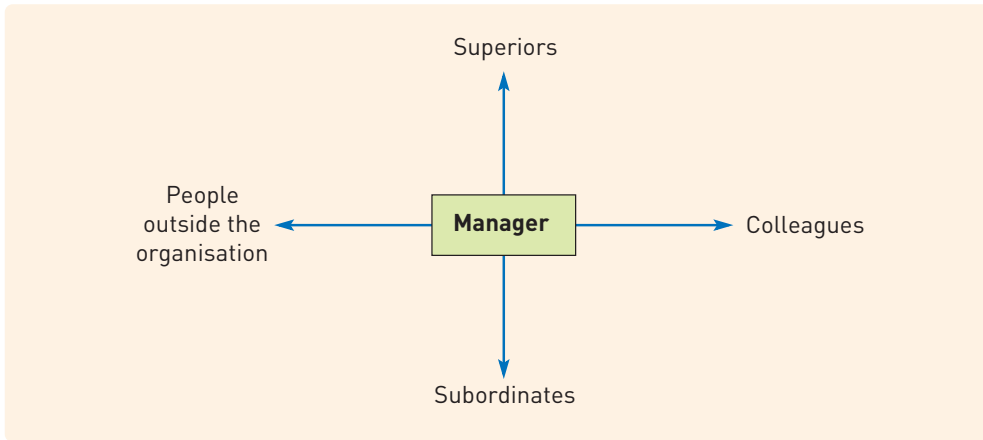 Superiors
People
outside the
organisation
Manager
Colleagues
Subordinates